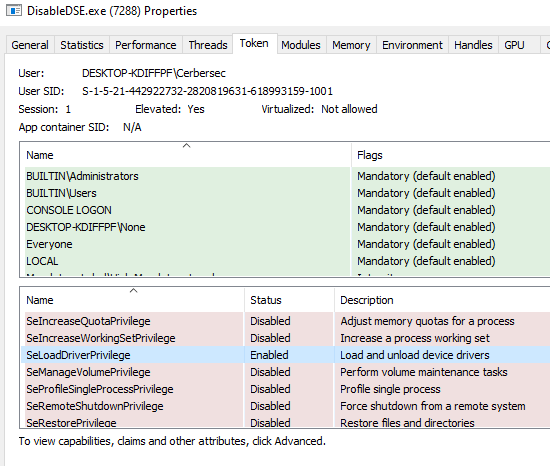 DisableDSE.exe (7288) Properties
General Statistics Performance Threads Token Modules Memory Environment Handles GPU
User: DESKTOP-KDIFFPF\Cerbersec
User SID: S-1-5-21-442922732-2820819631-618993159-1001
Session: 1 Elevated: Yes Virtualized: Not allowed
App container SID: N/A
Name Flags
BUILTIN\Administrators Mandatory (default enabled)
BUILTIN\Users Mandatory (default enabled)
CONSOLE LOGON Mandatory (default enabled)
DESKTOP-KDIFFPF\None Mandatory (default enabled)
Everyone Mandatory (default enabled)
LOCAL Mandatory (default enabled)
Name Status Description
SeIncreaseQuotaPrivilege Disabled Adjust memory quotas for a process
SeIncreaseWorkingSetPrivilege Disabled Increase a process working set
SeLoadDriverPrivilege Enabled Load and unload device drivers
SeManageVolumePrivilege Disabled Perform volume maintenance tasks
SeProfileSingleProcessPrivilege Disabled Profile single process
SeRemoteShutdownPrivilege Disabled Force shutdown from a remote system
SeRestorePrivilege Disabled Restore files and directories
To view capabilities, claims and other attributes, click Advanced.